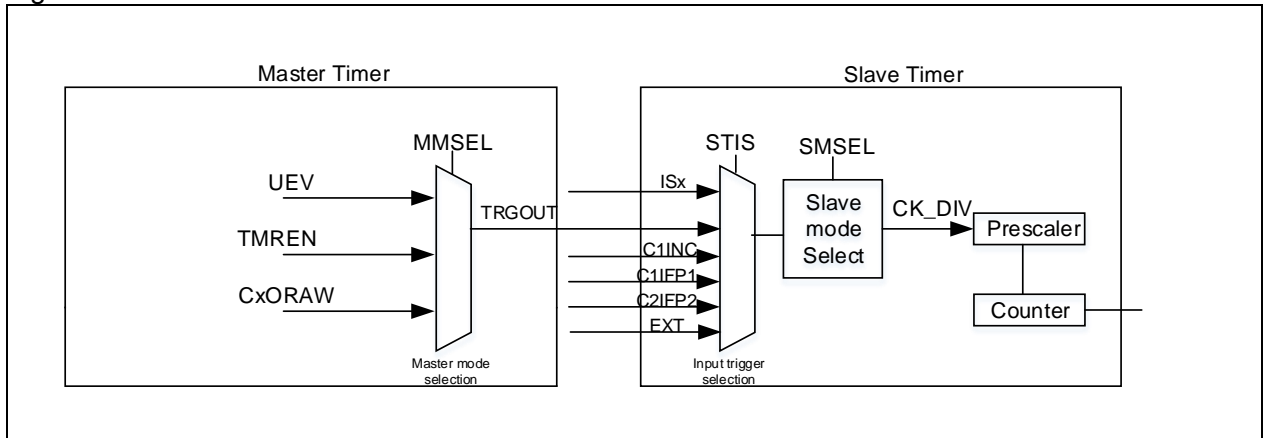 Master Timer
Slave Timer
MMSEL
STIS
SMSEL
UEV
ISx
TRGOUT
Slave
mode
Select
CK_DIV
Prescaler
TMREN
C1INC
C1IFP1
CxORAW
C2IFP2
Counter
EXT
Master mode
selection
Input trigger
selection